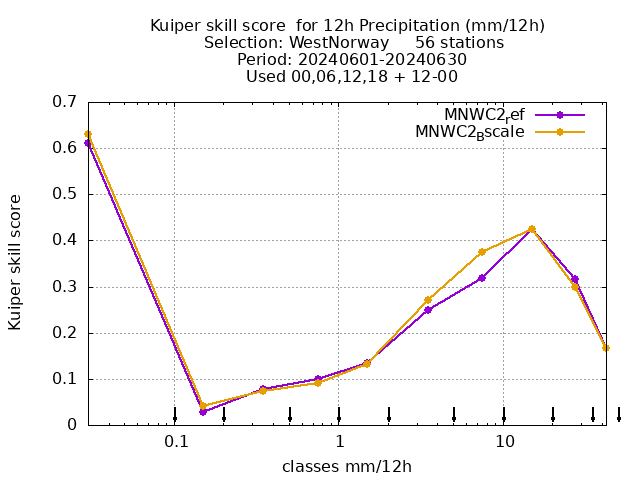 Kuiper skill score  for 12h Precipitation (mm/12h)
Selection: WestNorway     56 stations
Period: 20240601-20240630
Used 00,06,12,18 + 12-00
MNWC2ref
MNWC2Bscale
0.7
0.6
0.5
0.4
0.3
0.2
0.1
0
Kuiper skill score
0.1
1
10
classes mm/12h